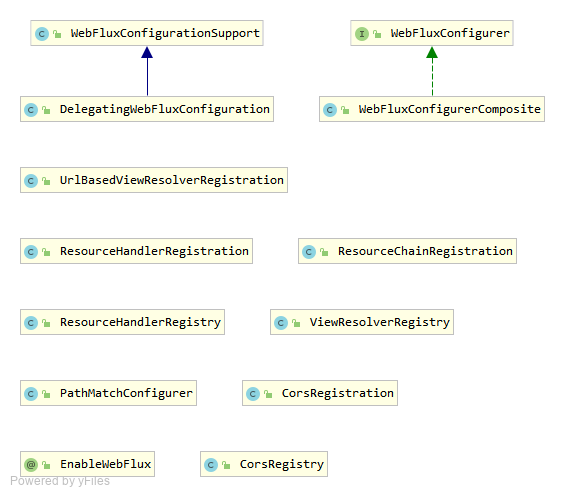 C WebFluxConfigurationSupport
I WebFluxConfigurer
C DelegatingWebFluxConfiguration
C WebFluxConfigurerComposite
C UrlBasedViewResolverRegistration
C ResourceHandlerRegistration
C ResourceChainRegistration
C ResourceHandlerRegistry
C ViewResolverRegistry
C PathMatchConfigurer
C CorsRegistration
@ EnableWebFlux
C CorsRegistry
Powered by yFiles